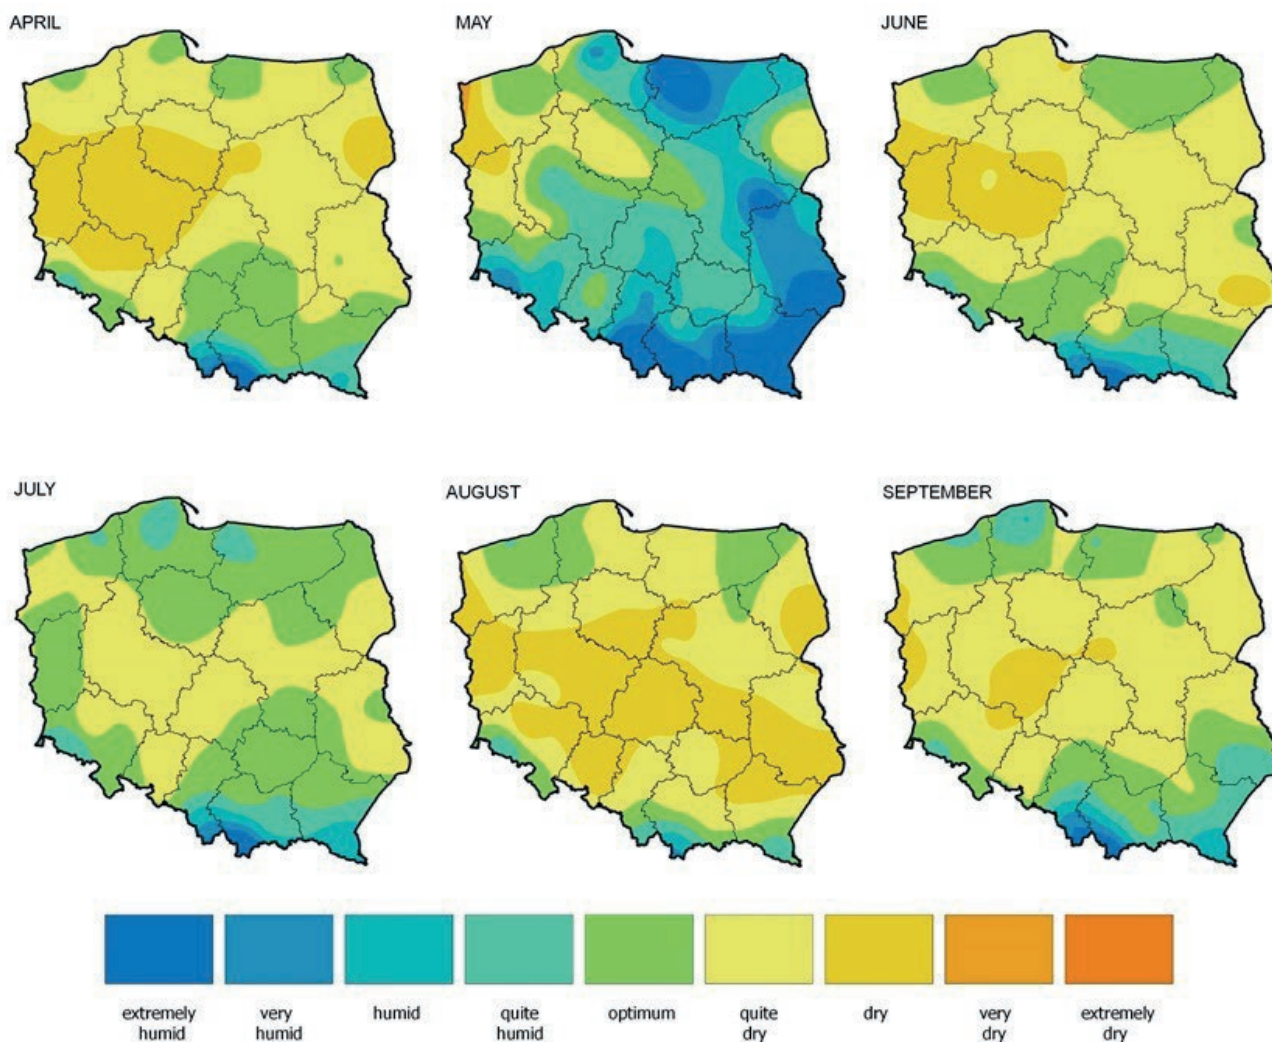 APRIL
MAY
JUNE
JULY
AUGUST
SEPTEMBER
extremely humid
very humid
humid
quite humid
optimum
quite dry
dry
very dry
extremely dry